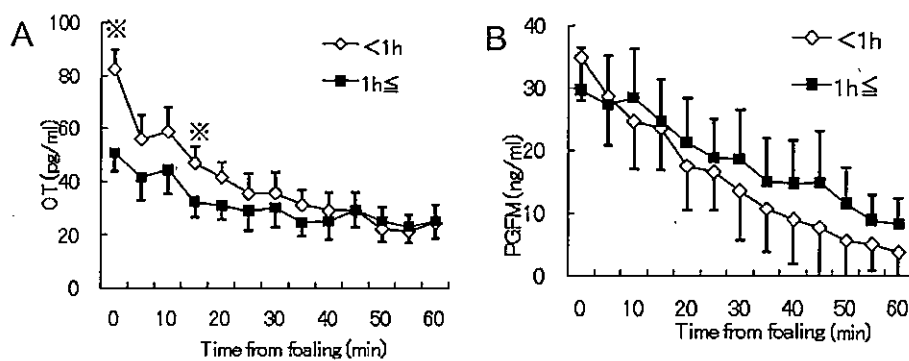 A
100
80
60
40
20
0
OT (pg/ml)
※
※
<1h
1h≦
0 10 20 30 40 50 60
Time from foaling (min)
B
40
30
20
10
0
PGFM (ng/ml)
<1h
1h≦
0 10 20 30 40 50 60
Time from foaling (min)